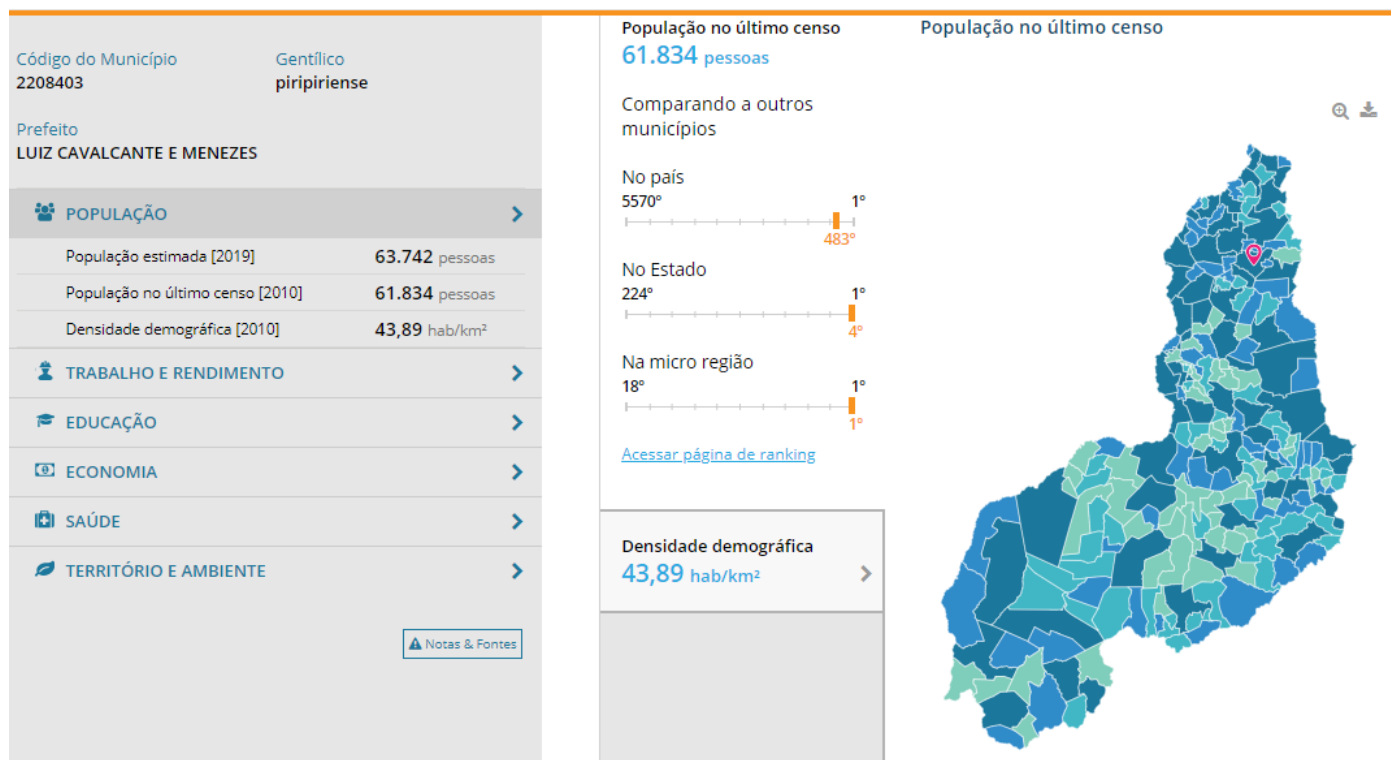 Código do Município
2208403
Gentílico
piripiriense
Prefeito
LUIZ CAVALCANTE E MENEZES
POPULAÇÃO
População estimada [2019] 63.742 pessoas
População no último censo [2010] 61.834 pessoas
Densidade demográfica [2010] 43,89 hab/km²
TRABALHO E RENDIMENTO
EDUCAÇÃO
ECONOMIA
SAÚDE
TERRITÓRIO E AMBIENTE
Notas & Fontes
População no último censo
61.834 pessoas
Comparando a outros
municípios
No país
5570º 1º
483º
No Estado
224º 1º
4º
Na micro região
18º 1º
1º
Acessar página de ranking
Densidade demográfica
43,89 hab/km²
População no último censo